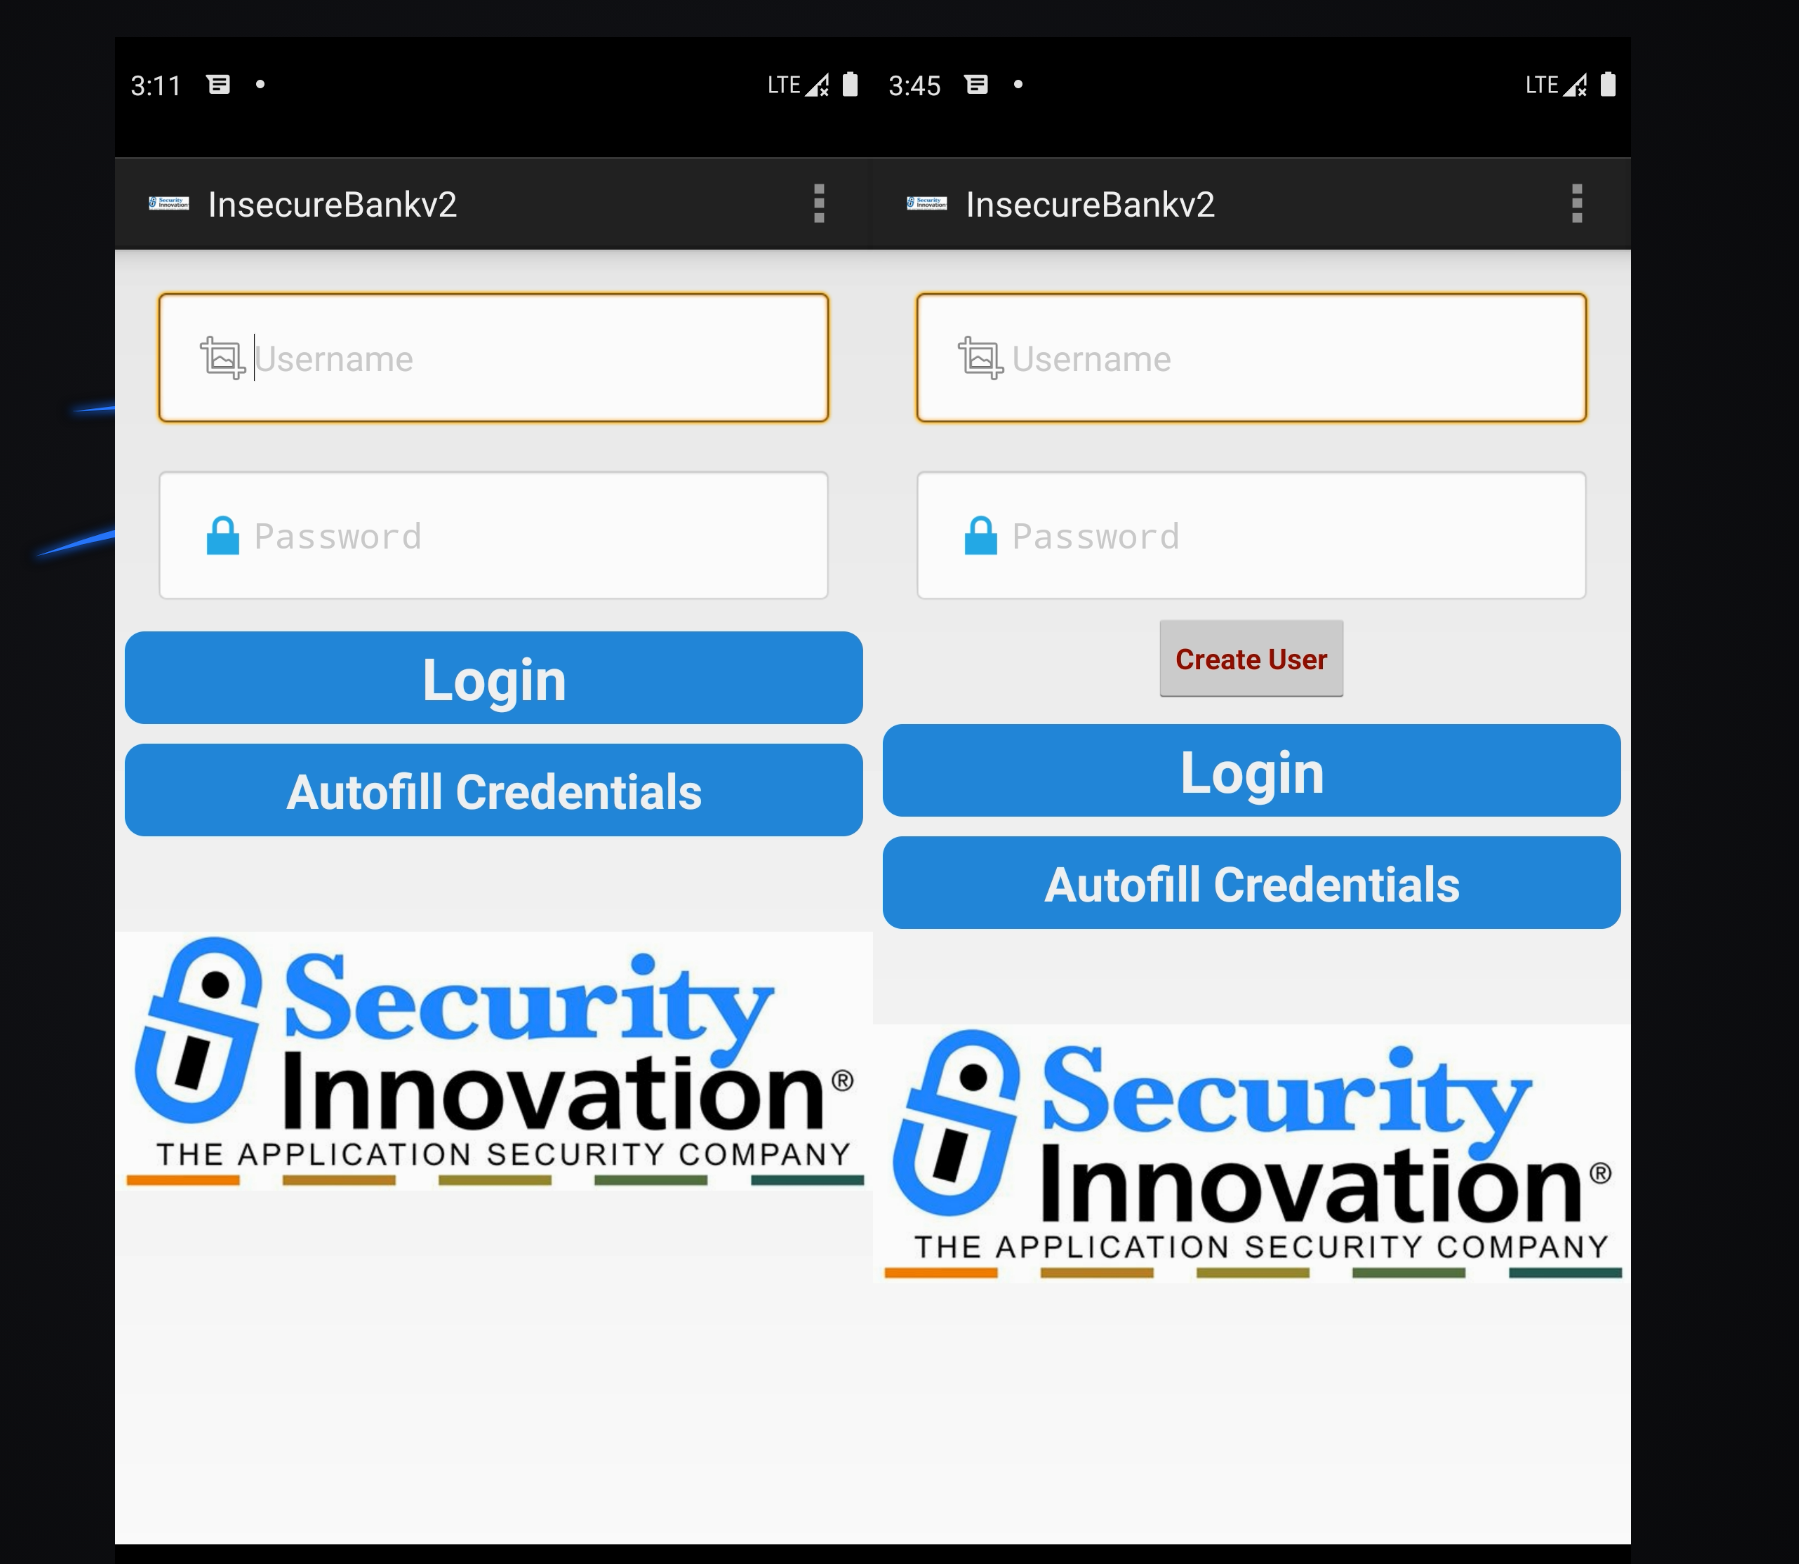 3:11
LTE
InsecureBankv2
Username
Password
Login
Autofill Credentials
Security
Innovation®
THE APPLICATION SECURITY COMPANY
3:45
LTE
InsecureBankv2
Username
Password
Create User
Login
Autofill Credentials
Security
Innovation®
THE APPLICATION SECURITY COMPANY